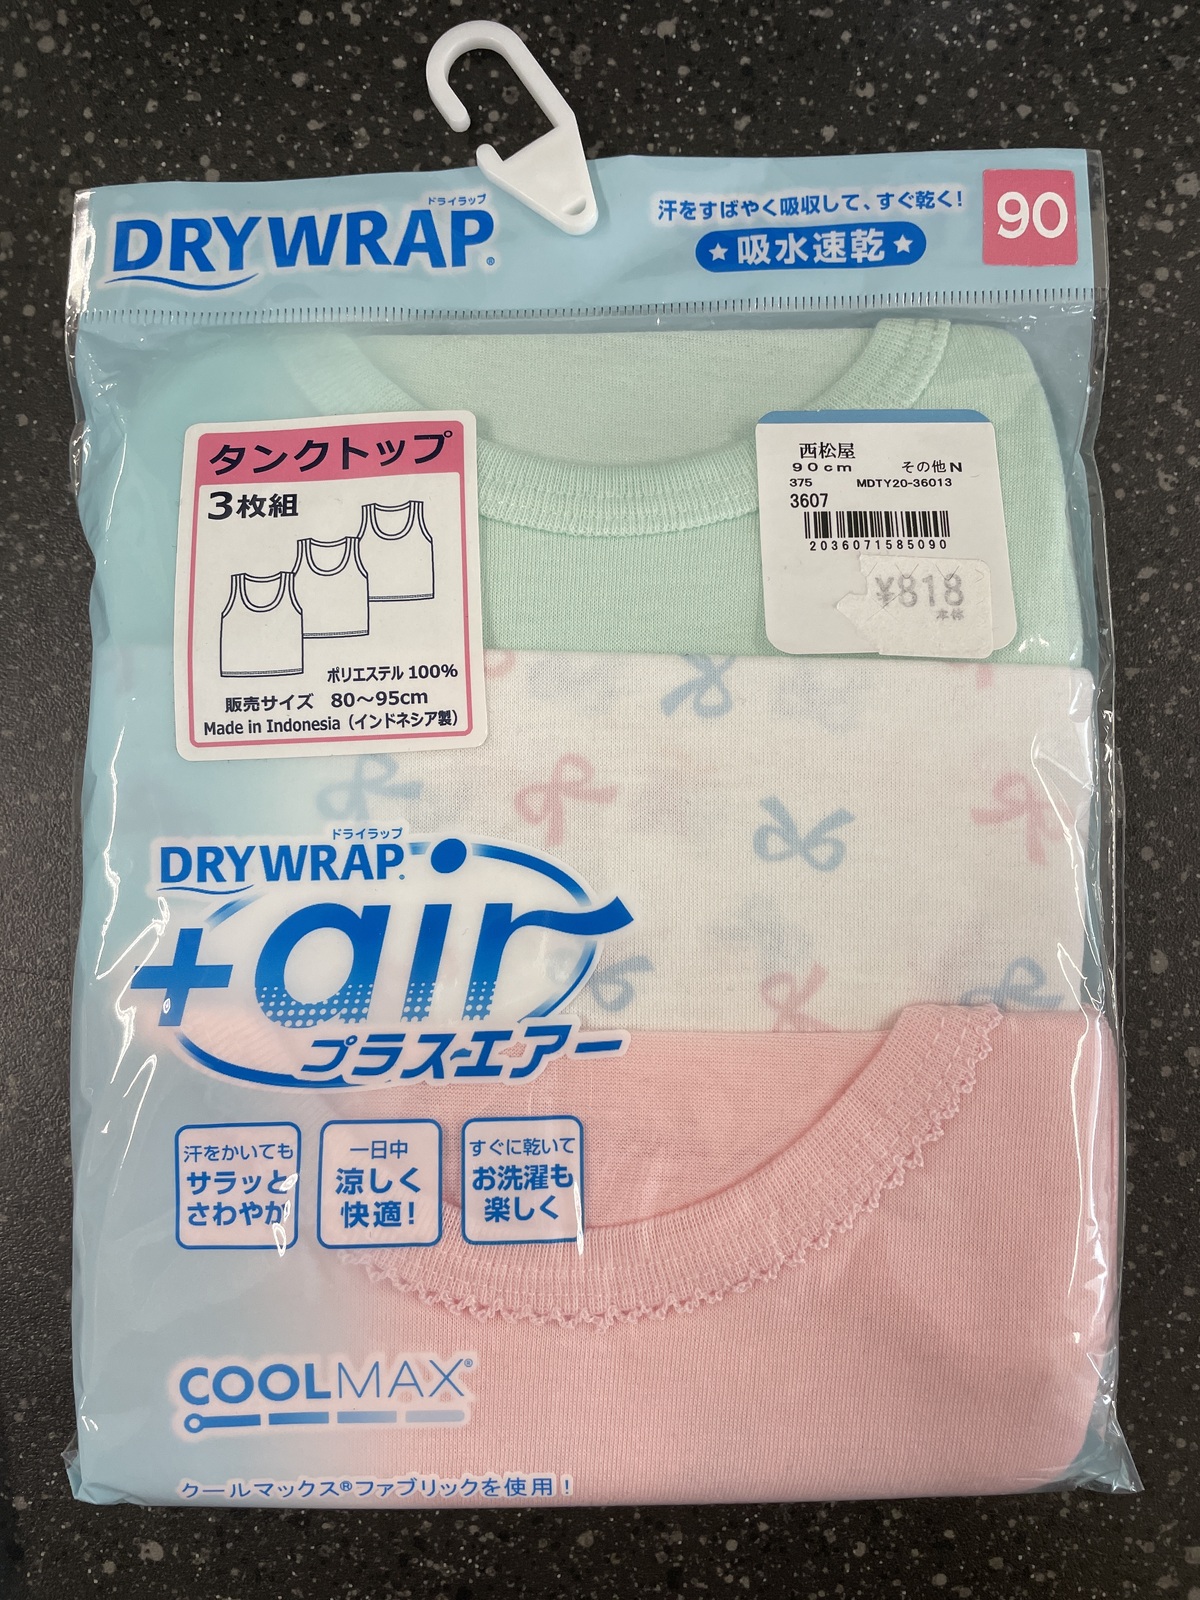 ドライラップ
DRYWRAP®
汗をすばやく吸収して、すぐ乾く!
★吸水速乾★
90
タンクトップ
3枚組
ポリエステル 100%
販売サイズ 80～95cm
Made in Indonesia（インドネシア製）
西松屋
90cm その他N
375 MDTY20-36013
3607
2036071585090
¥818
本体
ドライラップ
DRYWRAP®
+air
プラスエアー
汗をかいても
サラッと
さわやか
一日中
涼しく
快適!
すぐに乾いて
お洗濯も
楽しく
COOLMAX®
クールマックス®ファブリックを使用!